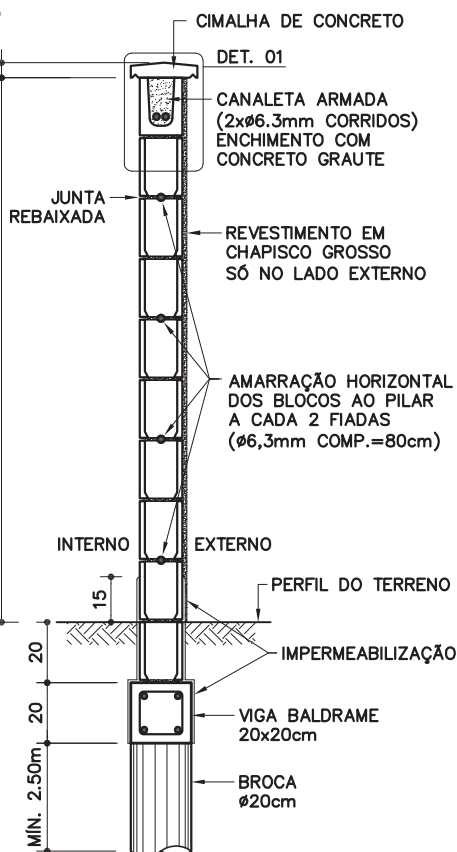 CIMALHA DE CONCRETO
DET. 01
CANALETA ARMADA
(2xø6.3mm CORRIDOS)
ENCHIMENTO COM
CONCRETO GRAUTE
JUNTA
REBAIXADA
REVESTIMENTO EM
CHAPISCO GROSSO
SÓ NO LADO EXTERNO
AMARRAÇÃO HORIZONTAL
DOS BLOCOS AO PILAR
A CADA 2 FIADAS
(ø6,3mm COMP.=80cm)
INTERNO
EXTERNO
15
PERFIL DO TERRENO
20
IMPERMEABILIZAÇÃO
20
VIGA BALDRAME
20x20cm
MÍN. 2.50m
BROCA
ø20cm